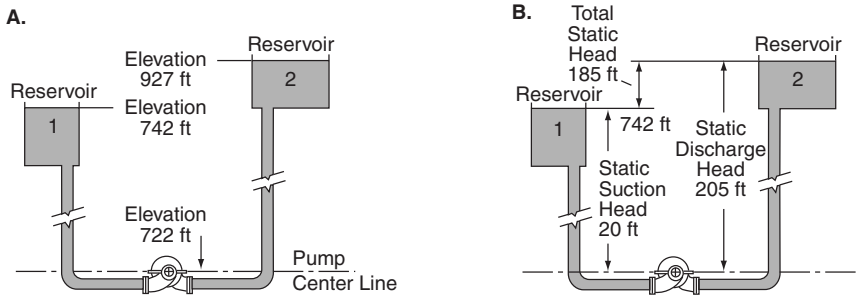 A.
Reservoir
Elevation
927 ft
2
Reservoir
Elevation
742 ft
1
Elevation
722 ft
Pump
Center Line
B.
Total
Static
Head
185 ft
Reservoir
2
Reservoir
742 ft
1
Static
Discharge
Head
205 ft
Static
Suction
Head
20 ft